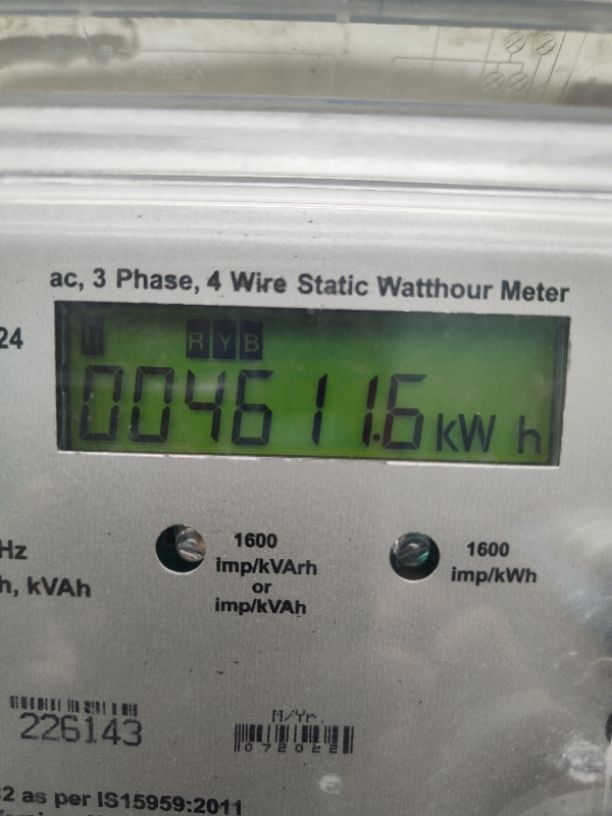 ac, 3 Phase, 4 Wire Static Watthour Meter
24
R Y B
004611.6 kW h
1600
imp/kVArh
or
imp/kVAh
1600
imp/kWh
Hz
h, kVAh
226143
M/Yr.
072022
2 as per IS15959:2011